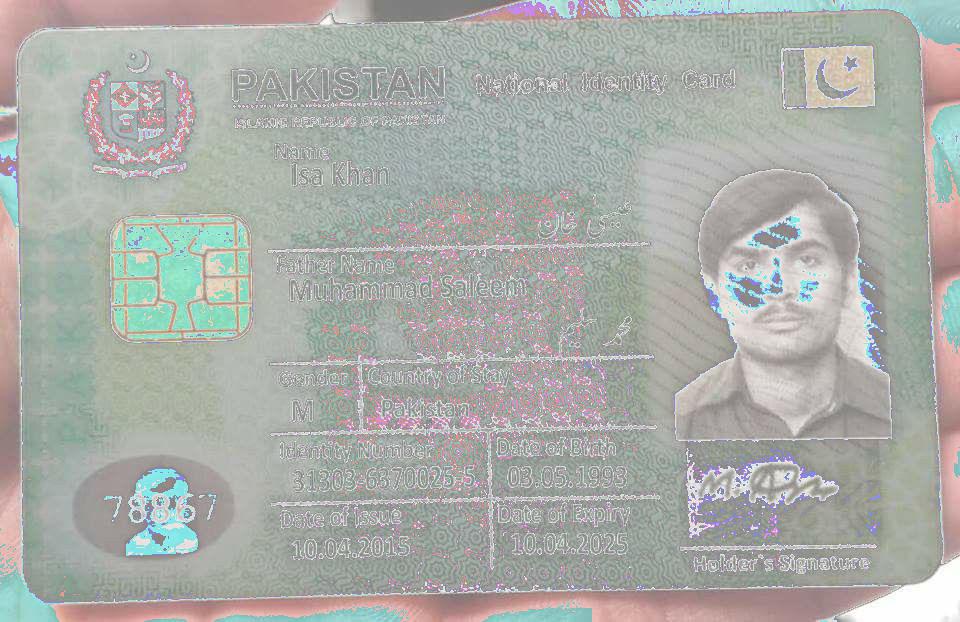 PAKISTAN National Identity Card
ISLAMIC REPUBLIC OF PAKISTAN
Name
Isa Khan
عیسی خان
Father Name
Muhammad Saleem
محمد سلیم
Gender Country of Stay
M Pakistan
Identity Number Date of Birth
31303-6370025-5 03.05.1993
Date of Issue Date of Expiry
10.04.2015 10.04.2025
78867
Holder's Signature